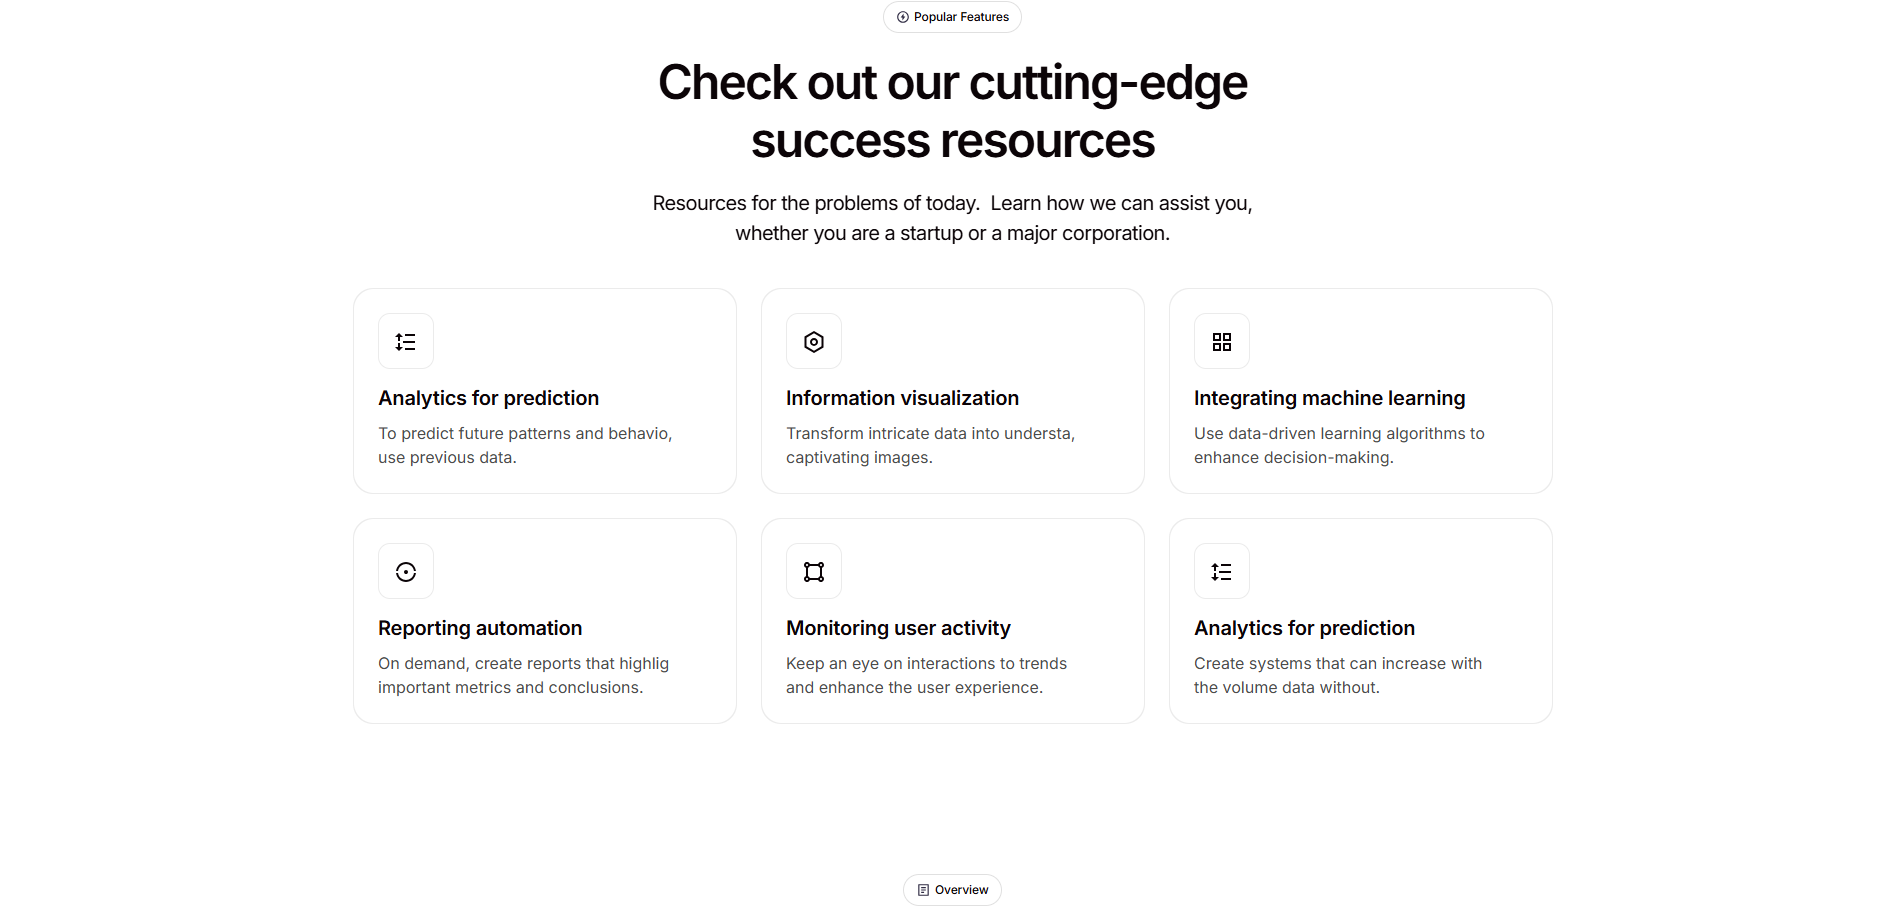 Popular Features
Check out our cutting-edge
success resources
Resources for the problems of today.  Learn how we can assist you,
whether you are a startup or a major corporation.
Analytics for prediction
To predict future patterns and behavio,
use previous data.
Information visualization
Transform intricate data into understa,
captivating images.
Integrating machine learning
Use data-driven learning algorithms to
enhance decision-making.
Reporting automation
On demand, create reports that highlig
important metrics and conclusions.
Monitoring user activity
Keep an eye on interactions to trends
and enhance the user experience.
Analytics for prediction
Create systems that can increase with
the volume data without.
Overview